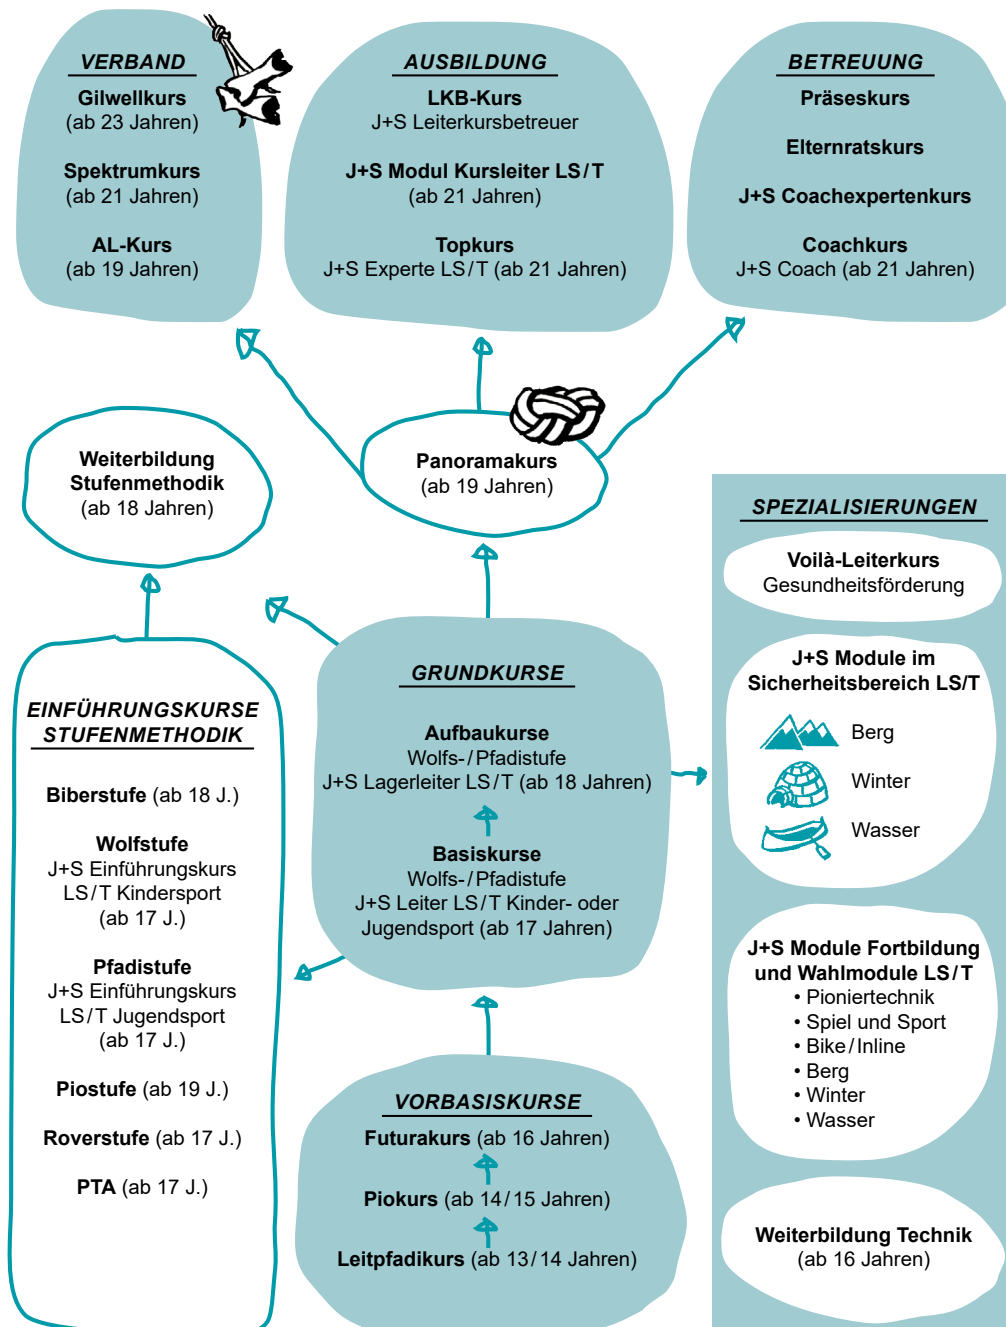 VERBAND
Gilwellkurs
(ab 23 Jahren)
Spektrumkurs
(ab 21 Jahren)
AL-Kurs
(ab 19 Jahren)
AUSBILDUNG
LKB-Kurs
J+S Leiterkursbetreuer
J+S Modul Kursleiter LS/T
(ab 21 Jahren)
Topkurs
J+S Experte LS/T (ab 21 Jahren)
BETREUUNG
Präseskurs
Elternratskurs
J+S Coachexpertenkurs
Coachkurs
J+S Coach (ab 21 Jahren)
Weiterbildung
Stufenmethodik
(ab 18 Jahren)
Panoramakurs
(ab 19 Jahren)
EINFÜHRUNGSKURSE
STUFENMETHODIK
Biberstufe (ab 18 J.)
Wolfstufe
J+S Einführungskurs
LS/T Kindersport
(ab 17 J.)
Pfadistufe
J+S Einführungskurs
LS/T Jugendsport
(ab 17 J.)
Piostufe (ab 19 J.)
Roverstufe (ab 17 J.)
PTA (ab 17 J.)
GRUNDKURSE
Aufbaukurse
Wolfs-/Pfadistufe
J+S Lagerleiter LS/T (ab 18 Jahren)
Basiskurse
Wolfs-/Pfadistufe
J+S Leiter LS/T Kinder- oder
Jugendsport (ab 17 Jahren)
VORBASISKURSE
Futurakurs (ab 16 Jahren)
Piokurs (ab 14/15 Jahren)
Leitpfadikurs (ab 13/14 Jahren)
SPEZIALISIERUNGEN
Voilà-Leiterkurs
Gesundheitsförderung
J+S Module im
Sicherheitsbereich LS/T
Berg
Winter
Wasser
J+S Module Fortbildung
und Wahlmodule LS/T
• Pioniertechnik
• Spiel und Sport
• Bike/Inline
• Berg
• Winter
• Wasser
Weiterbildung Technik
(ab 16 Jahren)